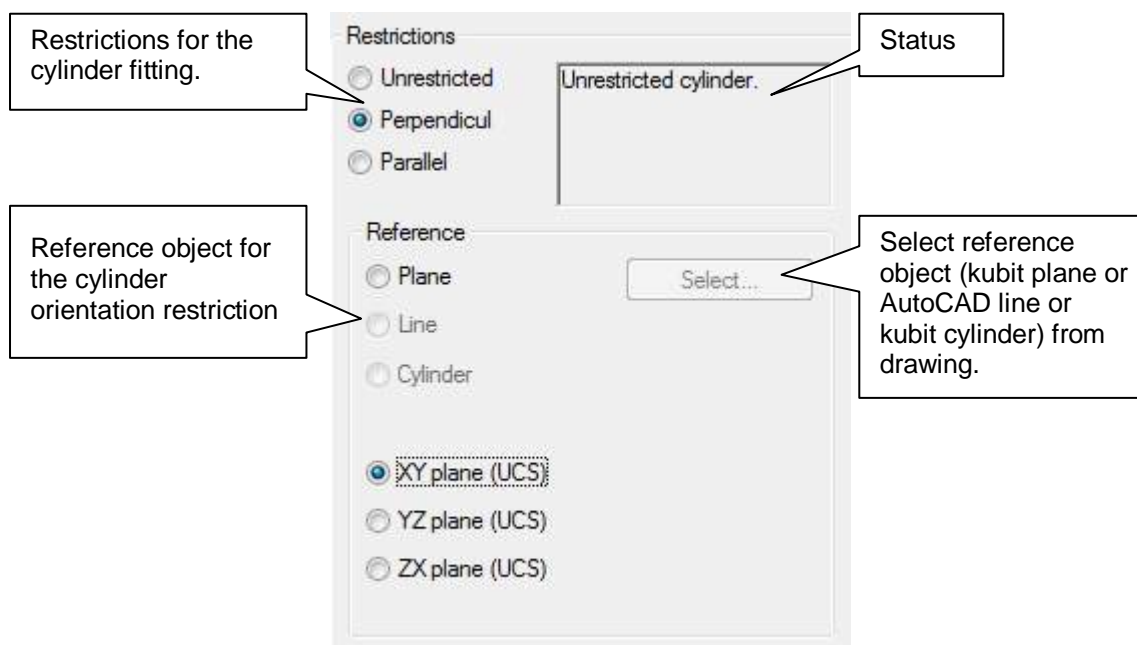 Restrictions for the
cylinder fitting.
Restrictions
Unrestricted
Perpendicul
Parallel
Unrestricted cylinder.
Status
Reference object for
the cylinder
orientation restriction
Reference
Plane
Select...
Line
Cylinder
XY plane (UCS)
YZ plane (UCS)
ZX plane (UCS)
Select reference
object (kubit plane or
AutoCAD line or
kubit cylinder) from
drawing.